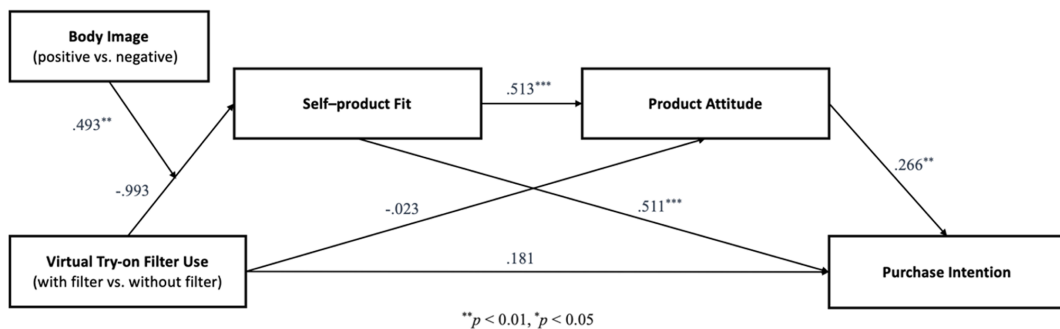 Body Image
(positive vs. negative)
Self–product Fit
.513***
Product Attitude
.493**
-.993
-.023
.511***
.266**
Virtual Try-on Filter Use
(with filter vs. without filter)
.181
Purchase Intention
**p < 0.01, *p < 0.05